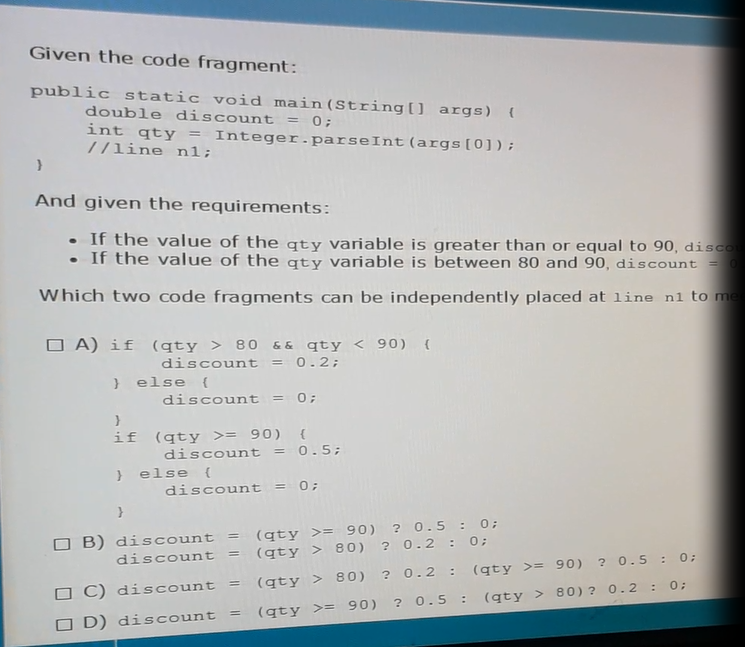 Given the code fragment:
public static void main(String[] args) {
double discount = 0;
int qty = Integer.parseInt(args[0]);
//line n1;
}
And given the requirements:
• If the value of the qty variable is greater than or equal to 90,
• If the value of the qty variable is between 80 and 90, discount =
Which two code fragments can be independently placed at line n1 to
A) if (qty > 80 && qty < 90) {
discount = 0.2;
} else {
discount = 0;
}
if (qty >= 90) {
discount = 0.5;
} else {
discount = 0;
}
B) discount = (qty >= 90) ? 0.5 : 0;
discount = (qty > 80) ? 0.2 : 0;
C) discount = (qty > 80) ? 0.2 : (qty >= 90) ? 0.5 : 0;
D) discount = (qty >= 90) ? 0.5 : (qty > 80)? 0.2 : 0;